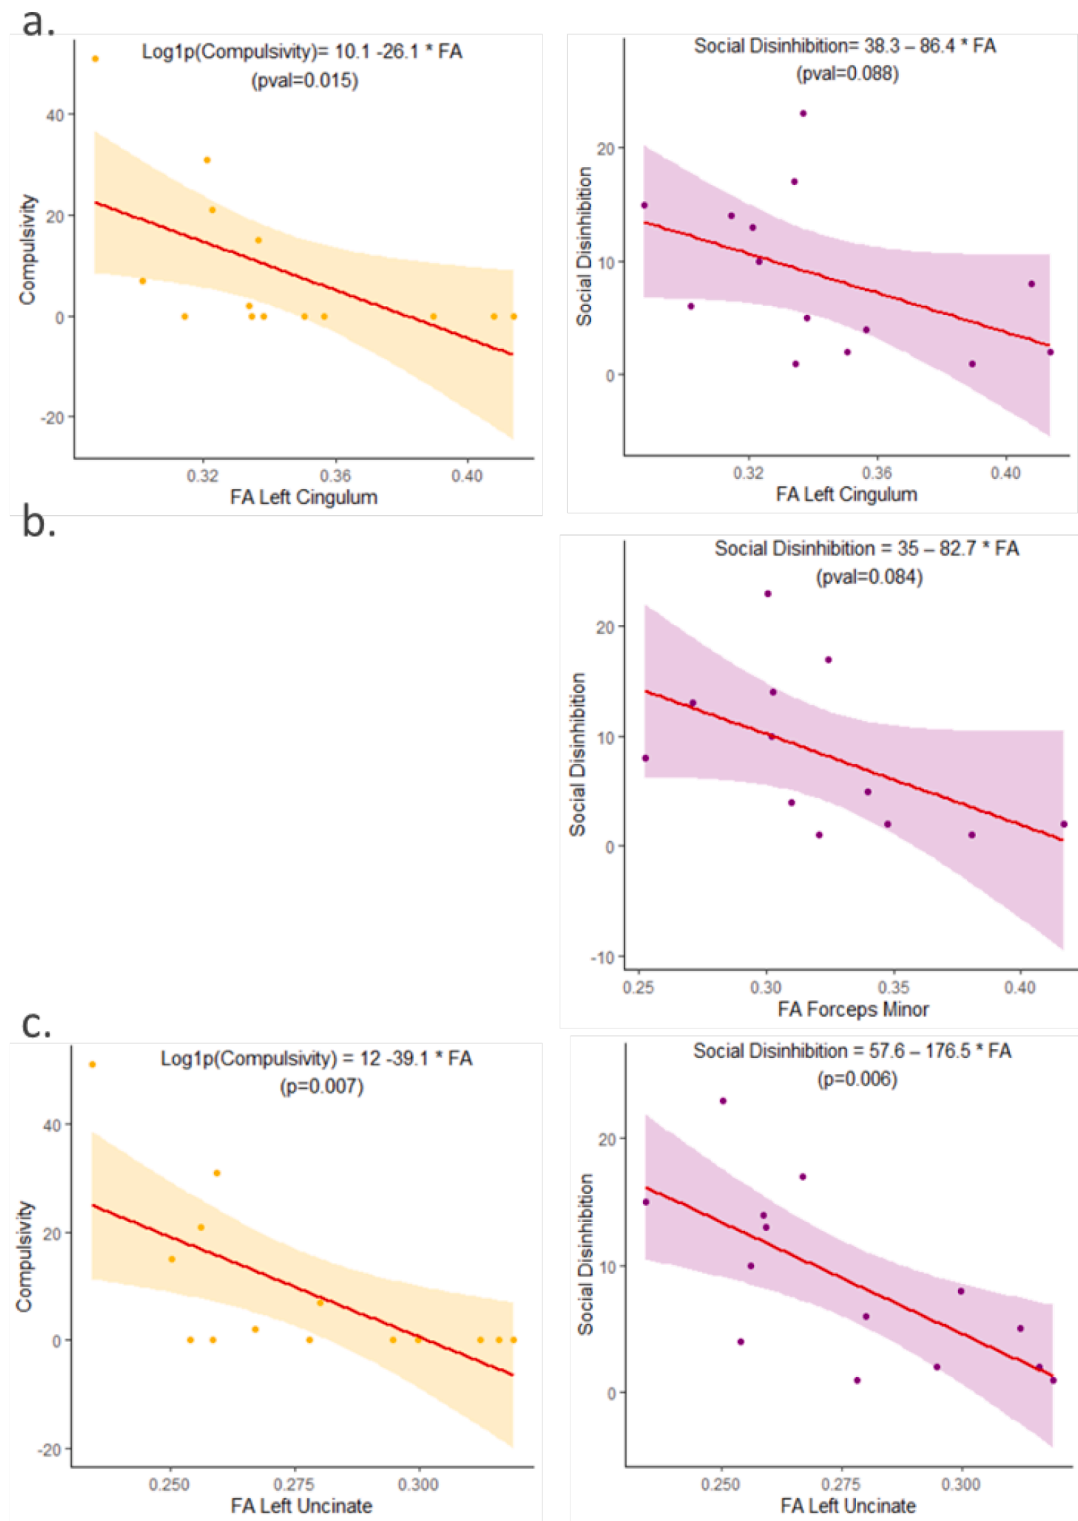 a.
Log1p(Compulsivity)= 10.1 -26.1 * FA
(pval=0.015)
Compulsivity
40
20
0
-20
0.32 0.36 0.40
FA Left Cingulum
Social Disinhibition= 38.3 – 86.4 * FA
(pval=0.088)
Social Disinhibition
20
10
0
0.32 0.36 0.40
FA Left Cingulum
b.
Social Disinhibition = 35 – 82.7 * FA
(pval=0.084)
Social Disinhibition
20
10
0
-10
0.25 0.30 0.35 0.40
FA Forceps Minor
c.
Log1p(Compulsivity) = 12 -39.1 * FA
(p=0.007)
Compulsivity
40
20
0
-20
0.250 0.275 0.300
FA Left Uncinate
Social Disinhibition = 57.6 – 176.5 * FA
(p=0.006)
Social Disinhibition
20
10
0
0.250 0.275 0.300
FA Left Uncinate